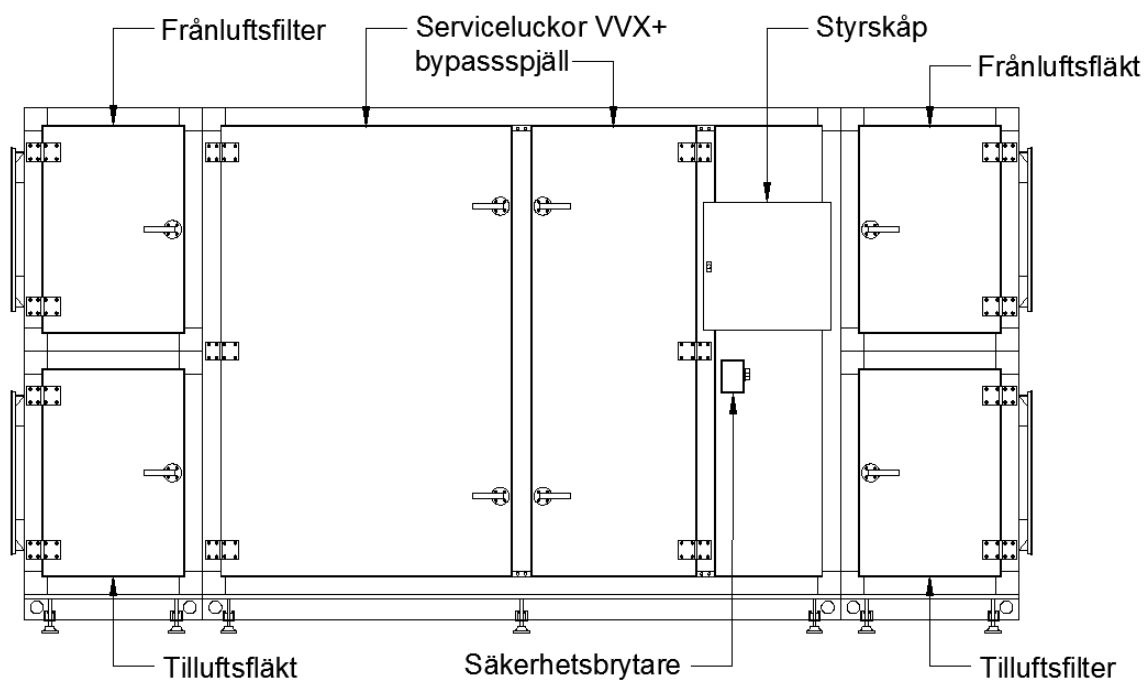 Frånluftsfilter
Serviceluckor VVX+
bypassspjäll
Styrskåp
Frånluftsfläkt
Tilluftsfläkt
Säkerhetsbrytare
Tilluftsfilter